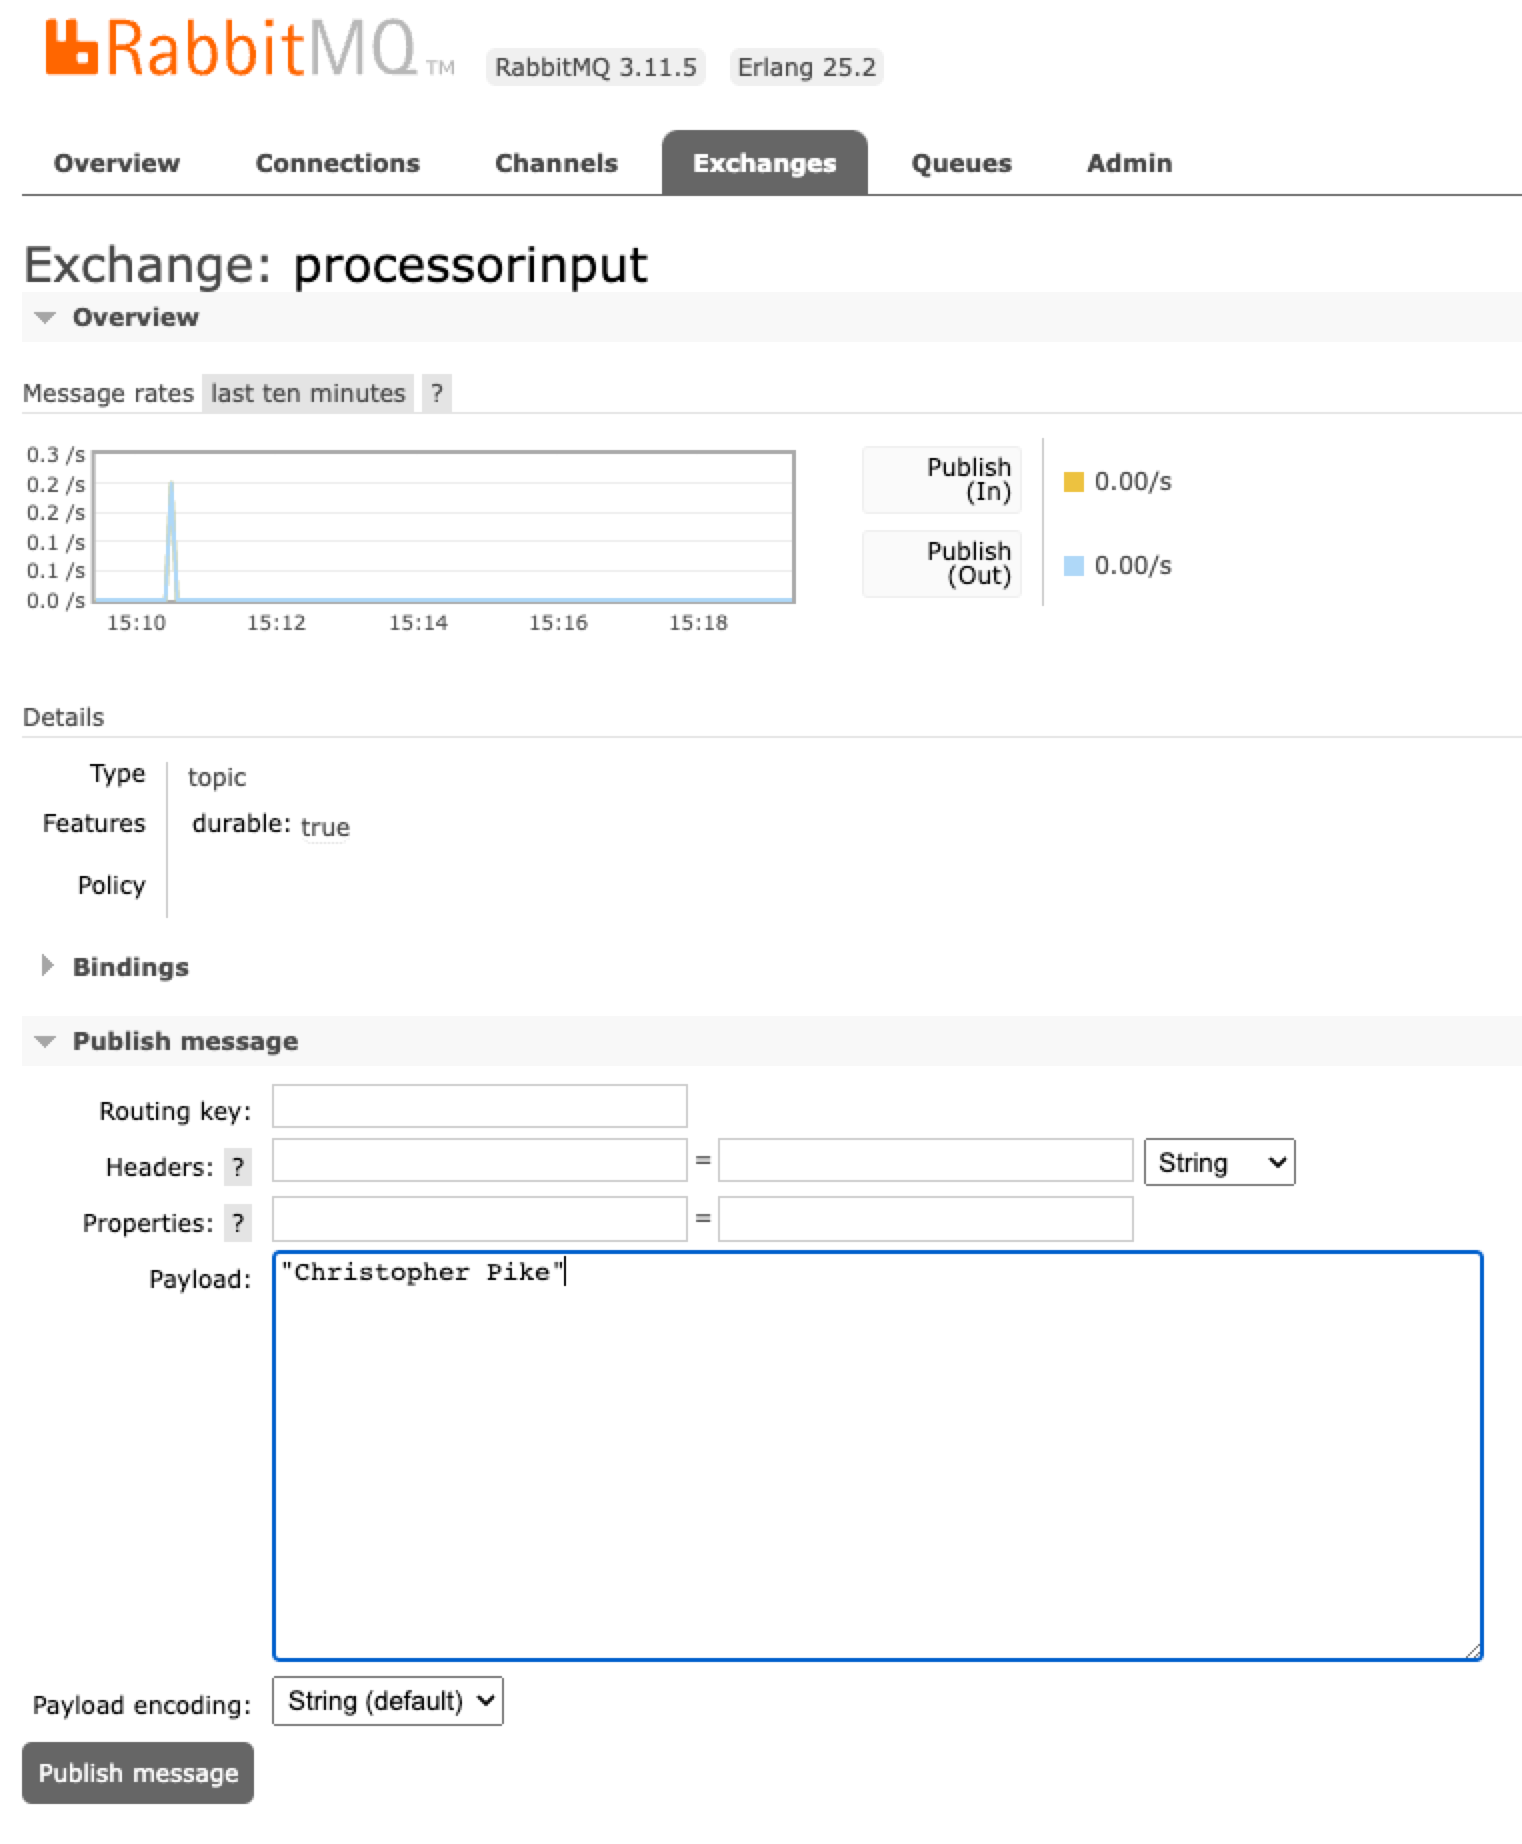 RabbitMQ TM RabbitMQ 3.11.5 Erlang 25.2
Overview Connections Channels Exchanges Queues Admin
Exchange: processorinput
Overview
Message rates last ten minutes ?
0.3 /s
0.2 /s
0.2 /s
0.1 /s
0.1 /s
0.0 /s
15:10 15:12 15:14 15:16 15:18
Publish
(In)
0.00/s
Publish
(Out)
0.00/s
Details
Type topic
Features durable: true
Policy
Bindings
Publish message
Routing key:
Headers: ? = String
Properties: ? =
Payload: "Christopher Pike"
Payload encoding: String (default)
Publish message